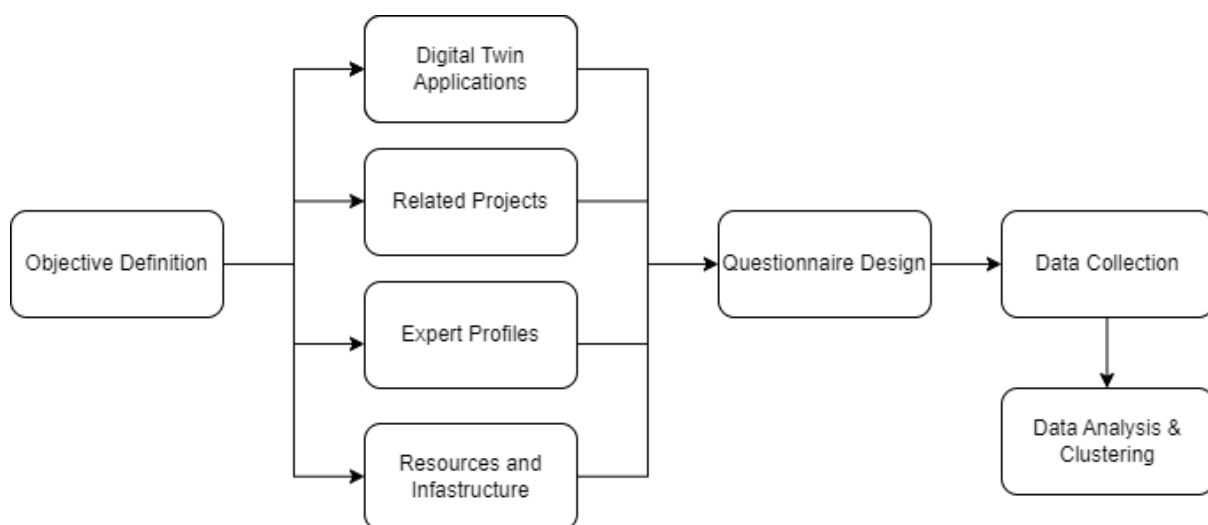 Objective Definition
Digital Twin
Applications
Related Projects
Expert Profiles
Resources and
Infastructure
Questionnaire Design
Data Collection
Data Analysis &
Clustering